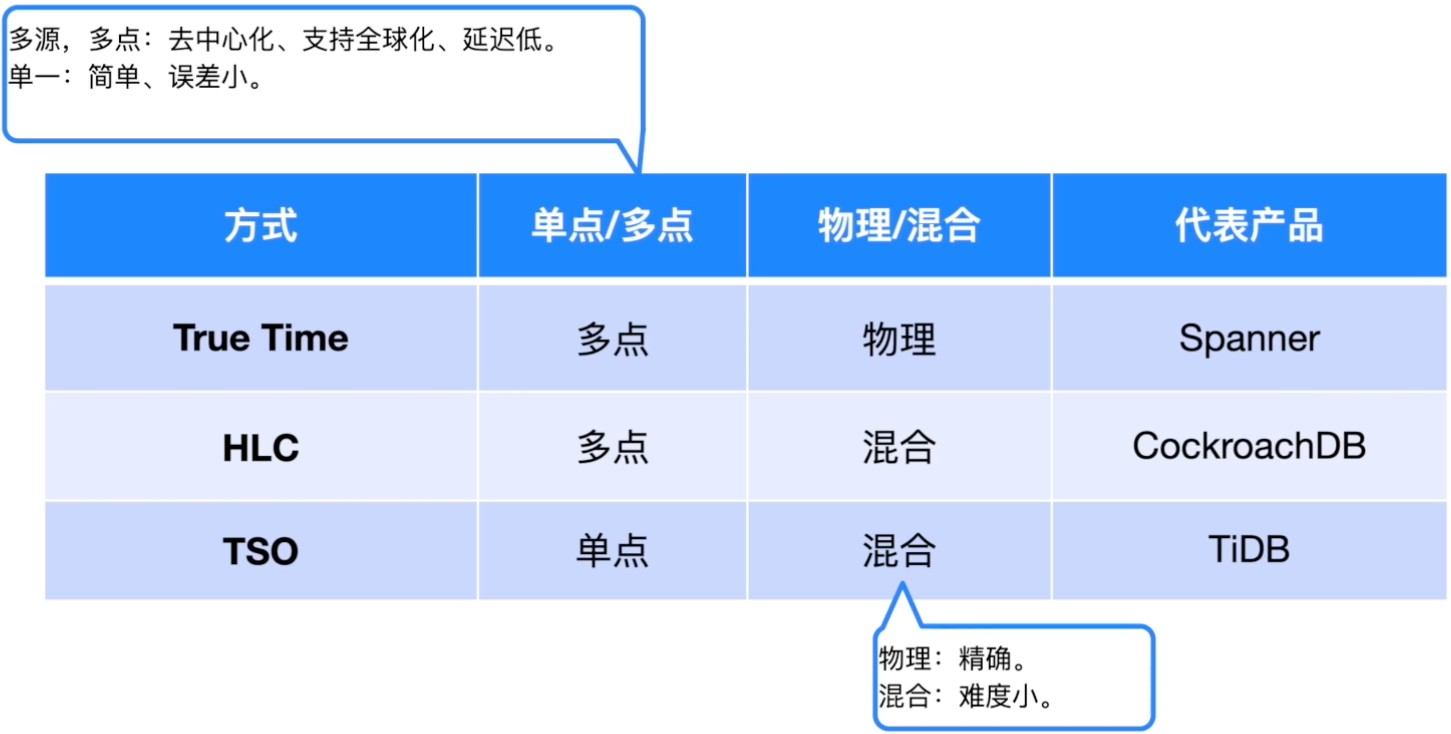 多源，多点：去中心化、支持全球化、延迟低。
单一：简单、误差小。
方式 单点/多点 物理/混合 代表产品
True Time 多点 物理 Spanner
HLC 多点 混合 CockroachDB
TSO 单点 混合 TiDB
物理：精确。
混合：难度小。